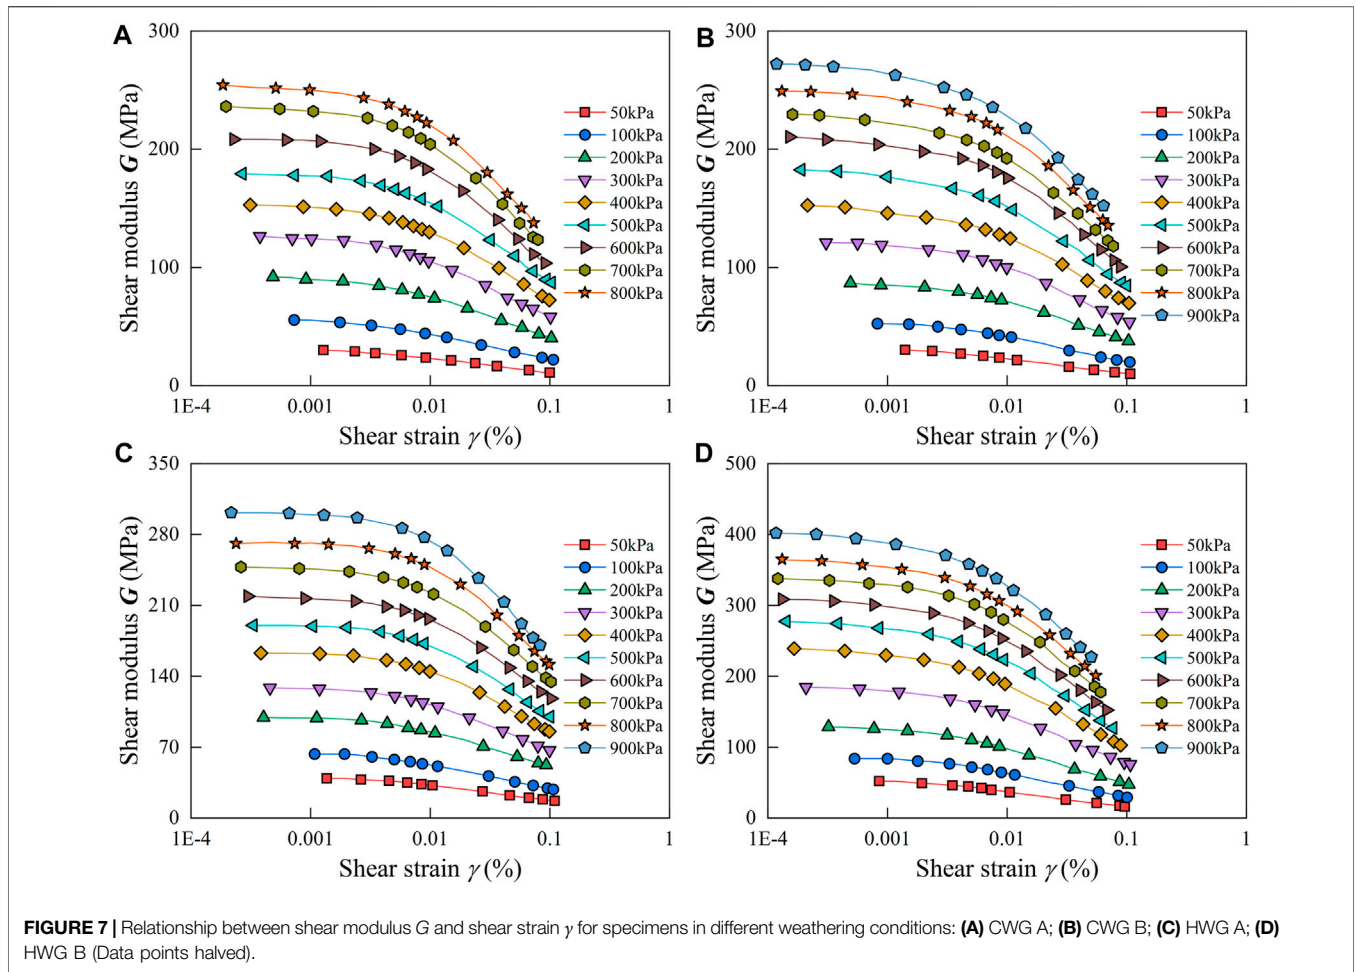 A
300
200
100
0
Shear modulus G (MPa)
1E-4 0.001 0.01 0.1 1
Shear strain γ (%)
50kPa
100kPa
200kPa
300kPa
400kPa
500kPa
600kPa
700kPa
800kPa
B
300
200
100
0
Shear modulus G (MPa)
1E-4 0.001 0.01 0.1 1
Shear strain γ (%)
50kPa
100kPa
200kPa
300kPa
400kPa
500kPa
600kPa
700kPa
800kPa
900kPa
C
350
280
210
140
70
0
Shear modulus G (MPa)
1E-4 0.001 0.01 0.1 1
Shear strain γ (%)
50kPa
100kPa
200kPa
300kPa
400kPa
500kPa
600kPa
700kPa
800kPa
900kPa
D
500
400
300
200
100
0
Shear modulus G (MPa)
1E-4 0.001 0.01 0.1 1
Shear strain γ (%)
50kPa
100kPa
200kPa
300kPa
400kPa
500kPa
600kPa
700kPa
800kPa
900kPa
FIGURE 7 | Relationship between shear modulus G and shear strain γ for specimens in different weathering conditions: (A) CWG A; (B) CWG B; (C) HWG A; (D)
HWG B (Data points halved).